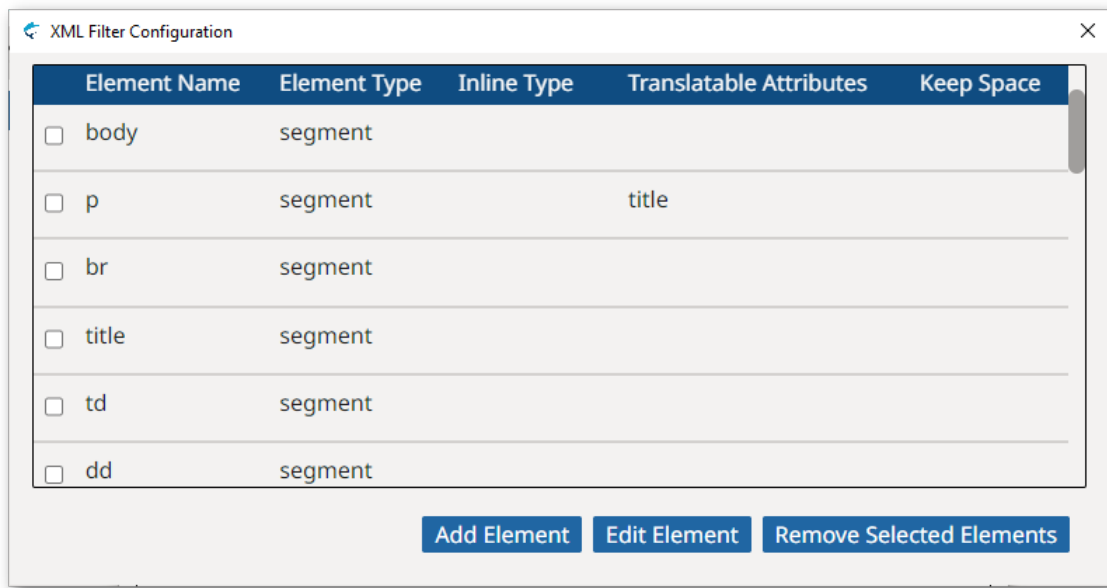 XML Filter Configuration
Element Name Element Type Inline Type Translatable Attributes Keep Space
body segment
p segment title
br segment
title segment
td segment
dd segment
Add Element Edit Element Remove Selected Elements